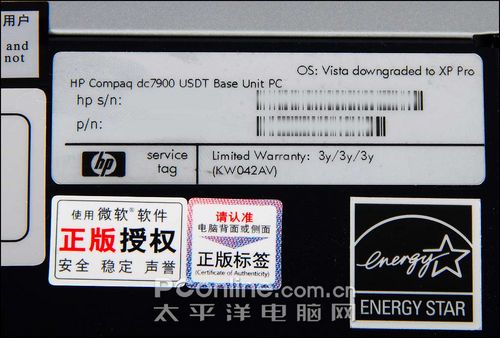 用户
and
not
OS: Vista downgraded to XP Pro
HP Compaq dc7900 USDT Base Unit PC
hp s/n:
p/n:
hp
service
tag
Limited Warranty: 3y/3y/3y
(KW042AV)
使用 微软® 软件
正版授权
安全 稳定 声誉
请认准
电脑背面或侧面
正版标签
(Certificate of Authenticity)
energy
ENERGY STAR
Pconline.com.cn
太平洋电脑网